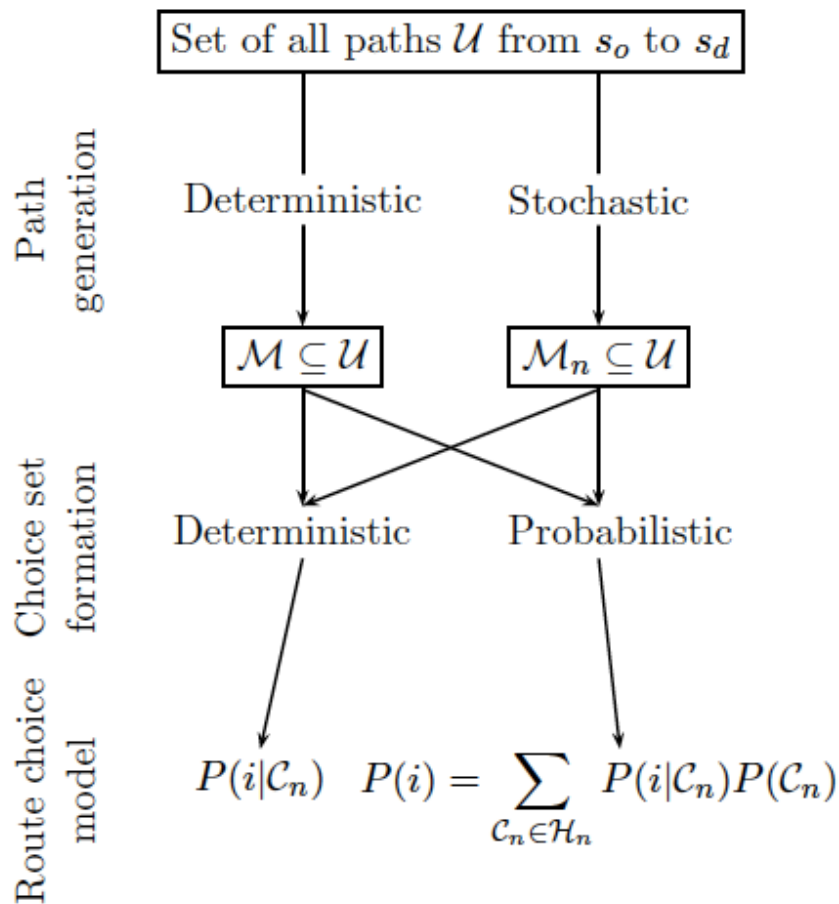 Set of all paths 𝒰 from s_o to s_d
Path
generation
Deterministic Stochastic
ℳ ⊆ 𝒰 ℳ_n ⊆ 𝒰
Choice set
formation
Deterministic Probabilistic
Route choice
model
P(i|𝒞_n) P(i) = ∑_{𝒞_n∈ℋ_n} P(i|𝒞_n)P(𝒞_n)